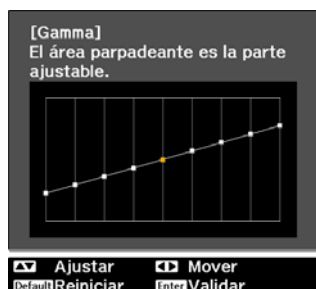 [Gamma]
El área parpadeante es la parte
ajustable.
Ajustar Mover
Default Reiniciar Enter Validar